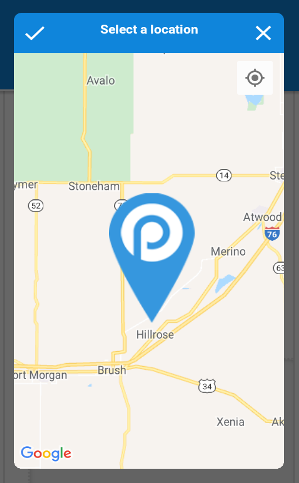 Select a location
Avalo
14
ymer
Stoneham
Ste
52
Atwood
76
Merino
63
Hillrose
Brush
ort Morgan
34
Xenia
Ak
Google